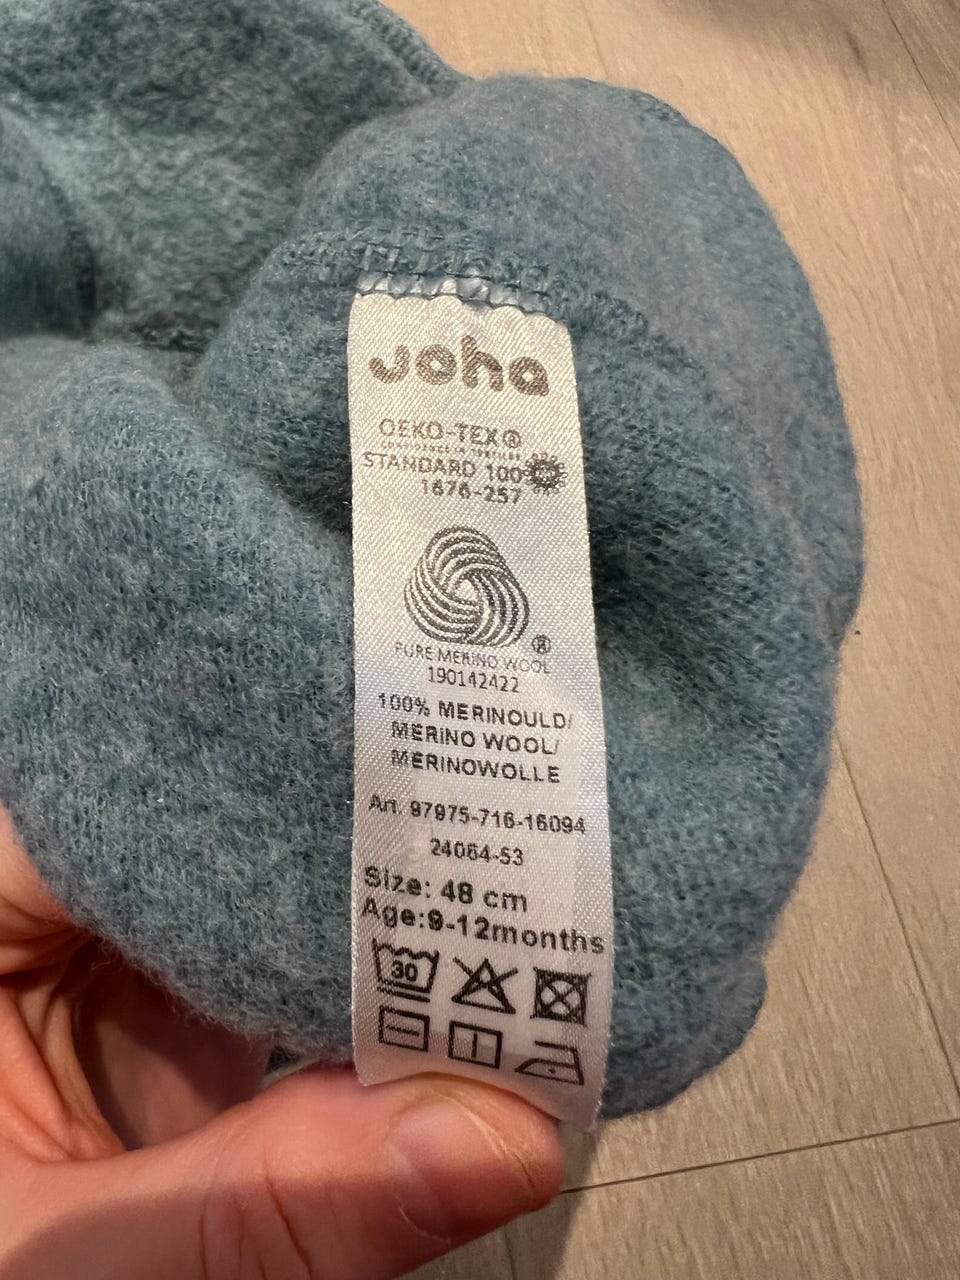 joha
OEKO-TEX®
STANDARD 100
1676-257
®
PURE MERINO WOOL
190142422
100% MERINOULD/
MERINO WOOL/
MERINOWOLLE
Art. 97975-716-16094
24064-53
Size: 48 cm
Age:9-12months
30